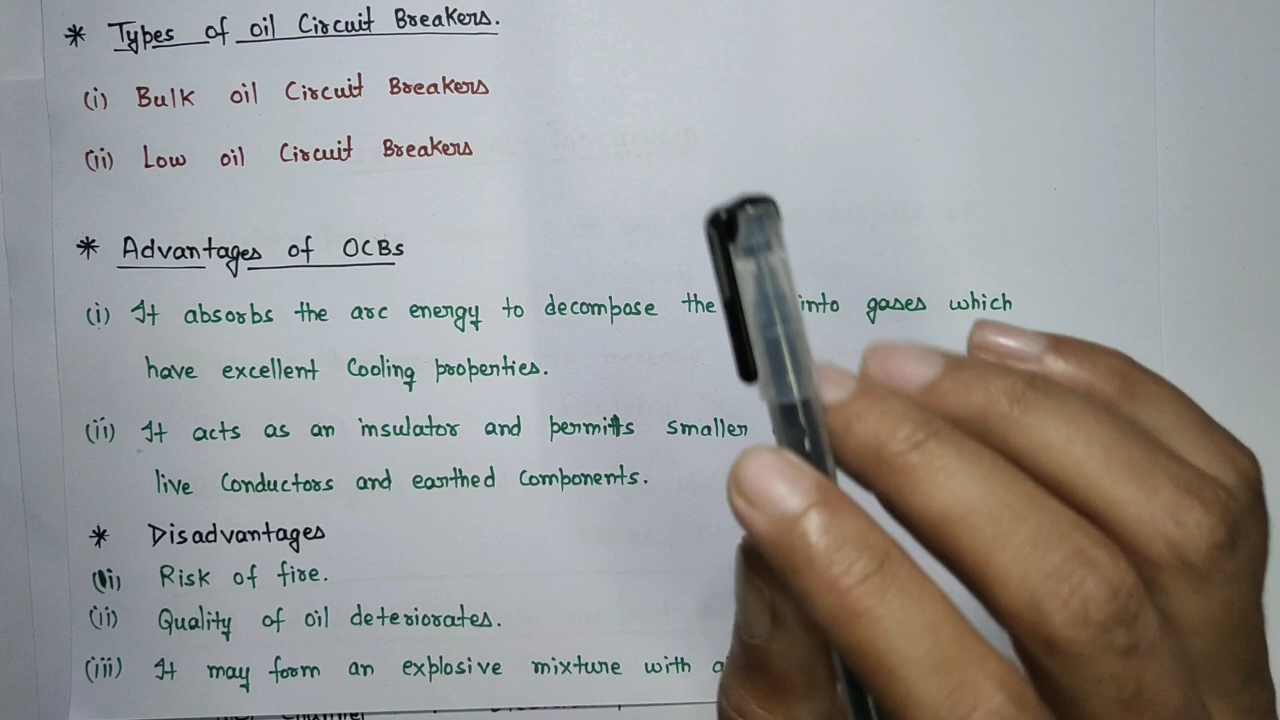 * Types of oil Circuit Breakers.
(i) Bulk oil Circuit Breakers
(ii) Low oil Circuit Breakers
* Advantages of OCBs
(i) It absorbs the arc energy to decompose the into gases which
have excellent Cooling properties.
(ii) It acts as an insulator and permits smaller
live Conductors and earthed Components.
* Disadvantages
(i) Risk of fire.
(ii) Quality of oil deteriorates.
(iii) It may form an explosive mixture with